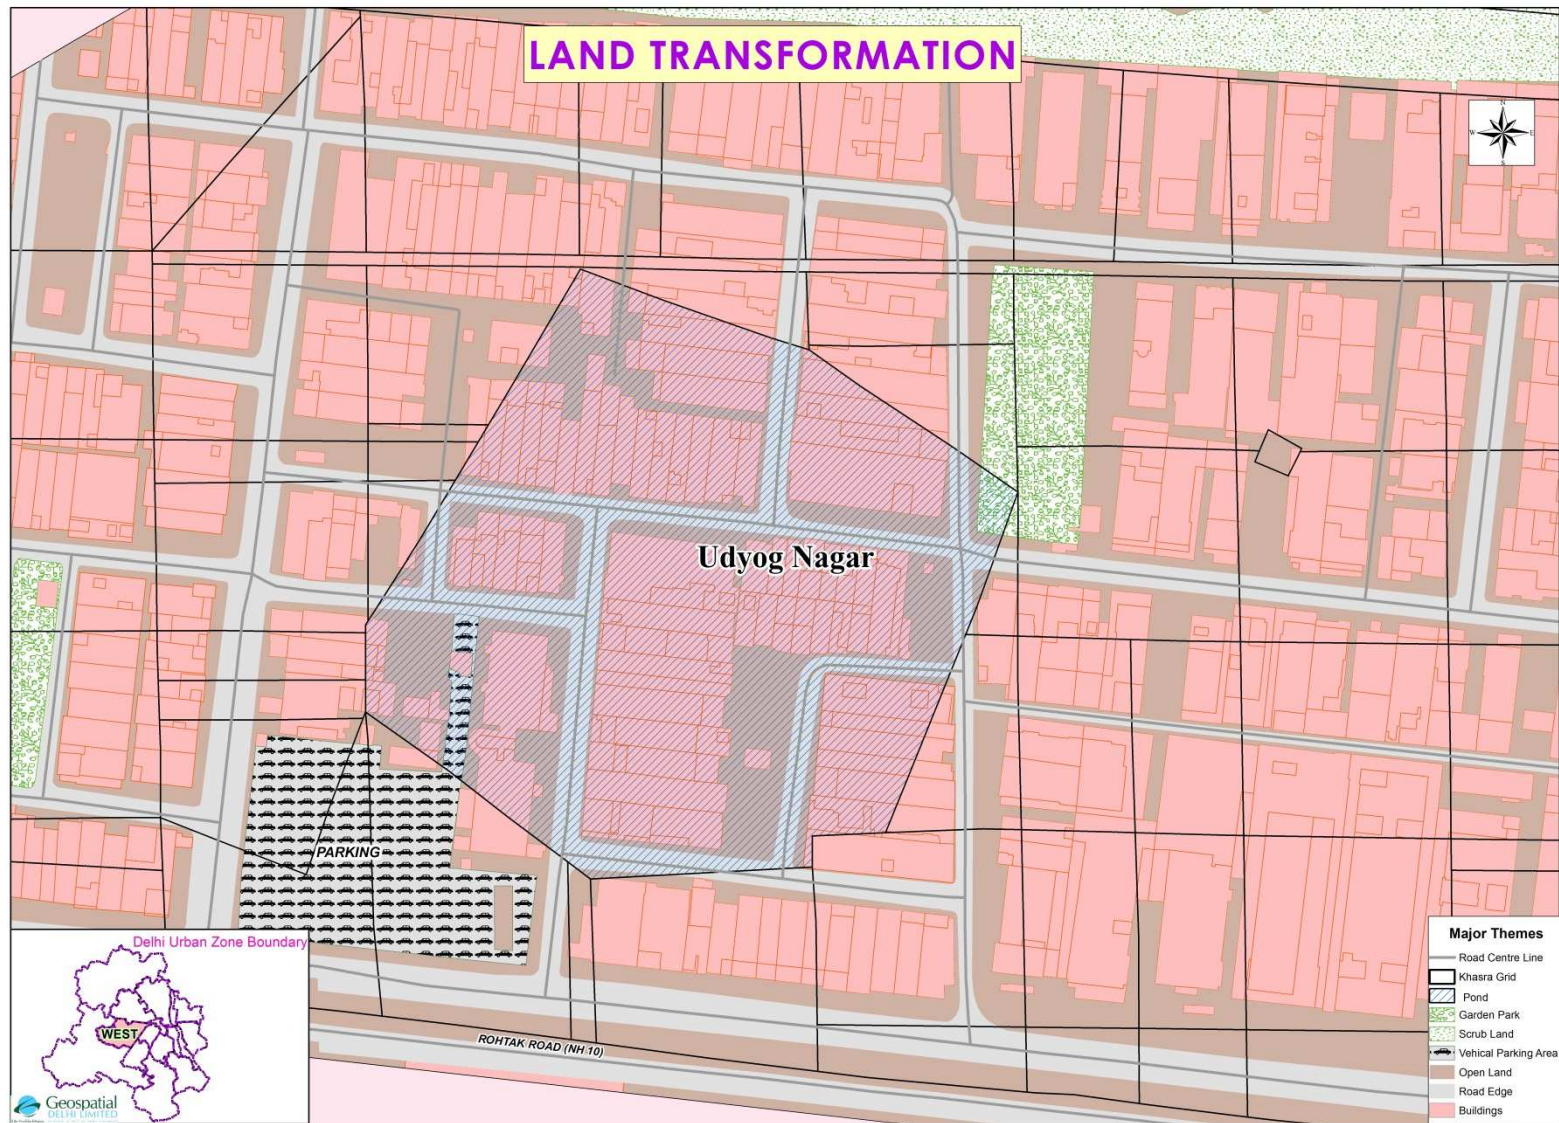 LAND TRANSFORMATION
N
W
E
S
Udyog Nagar
PARKING
ROHTAK ROAD (NH 10)
Delhi Urban Zone Boundary
WEST
Geospatial
DELHI LIMITED
Major Themes
Road Centre Line
Khasra Grid
Pond
Garden Park
Scrub Land
Vehical Parking Area
Open Land
Road Edge
Buildings